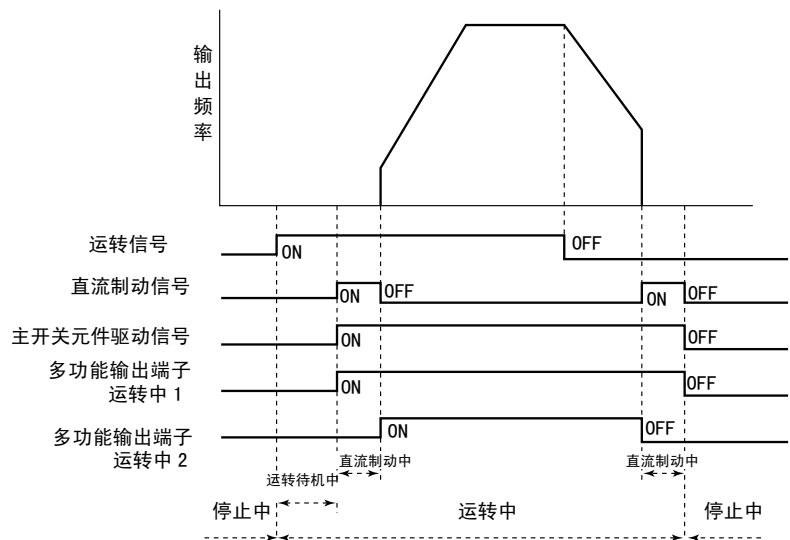 输出频率
运转信号
ON
OFF
直流制动信号
ON
OFF
ON
OFF
主开关元件驱动信号
ON
OFF
多功能输出端子
运转中 1
ON
OFF
多功能输出端子
运转中 2
ON
OFF
运转待机中
直流制动中
直流制动中
停止中
运转中
停止中